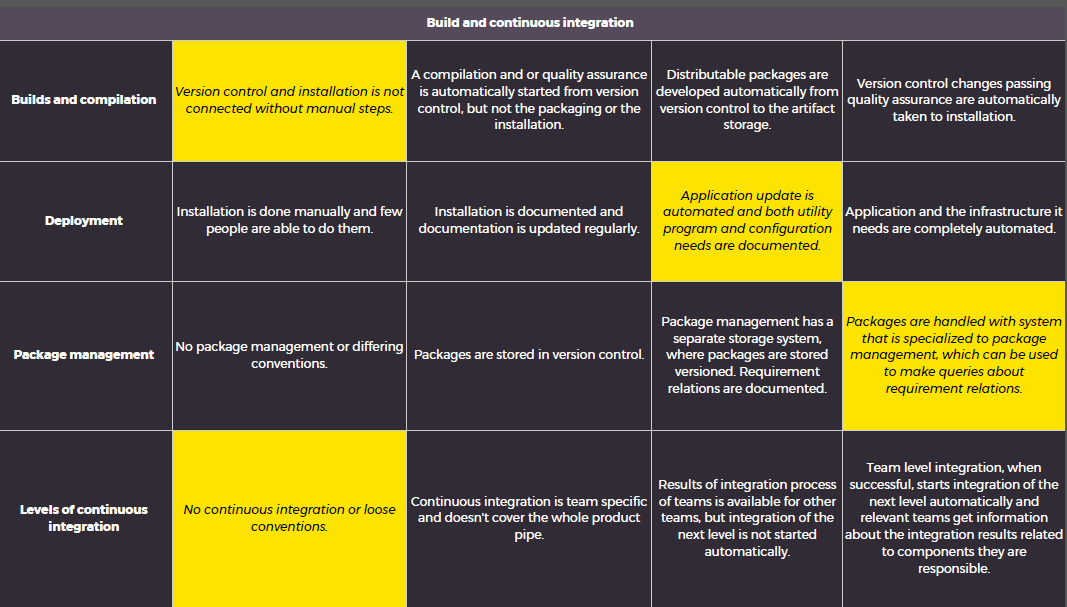 Build and continuous integration
Builds and compilation
Version control and installation is not
connected without manual steps.
A compilation and or quality assurance
is automatically started from version
control, but not the packaging or the
installation.
Distributable packages are
developed automatically from
version control to the artifact
storage.
Version control changes passing
quality assurance are automatically
taken to installation.
Deployment
Installation is done manually and few
people are able to do them.
Installation is documented and
documentation is updated regularly.
Application update is
automated and both utility
program and configuration
needs are documented.
Application and the infrastructure it
needs are completely automated.
Package management
No package management or differing
conventions.
Packages are stored in version control.
Package management has a
separate storage system,
where packages are stored
versioned. Requirement
relations are documented.
Packages are handled with system
that is specialized to package
management, which can be used
to make queries about
requirement relations.
Levels of continuous
integration
No continuous integration or loose
conventions.
Continuous integration is team specific
and doesn't cover the whole product
pipe.
Results of integration process
of teams is available for other
teams, but integration of the
next level is not started
automatically.
Team level integration, when
successful, starts integration of the
next level automatically and
relevant teams get information
about the integration results related
to components they are
responsible.